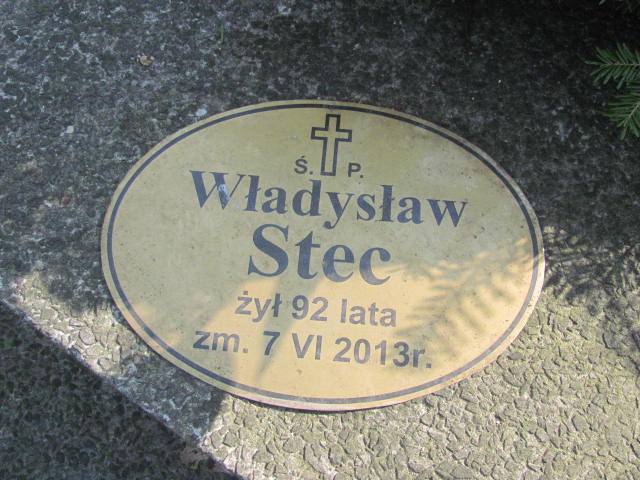 Ś. P.
Władysław
Stec
żył 92 lata
zm. 7 VI 2013r.